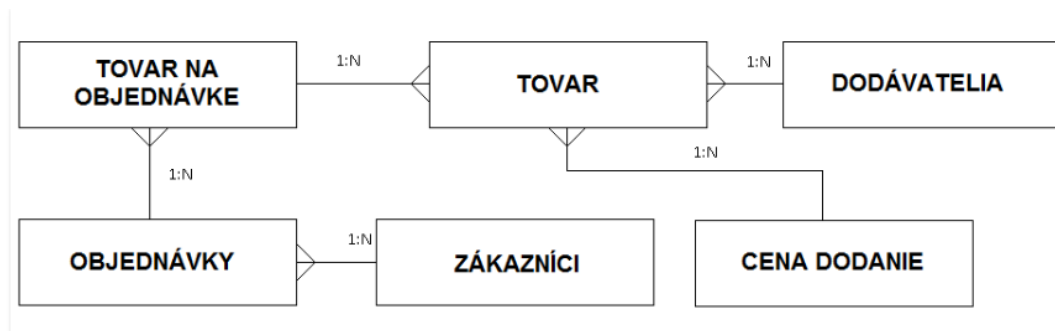 TOVAR NA
OBJEDNÁVKE
1:N
TOVAR
1:N
DODÁVATELIA
1:N
1:N
OBJEDNÁVKY
1:N
ZÁKAZNÍCI
CENA DODANIE